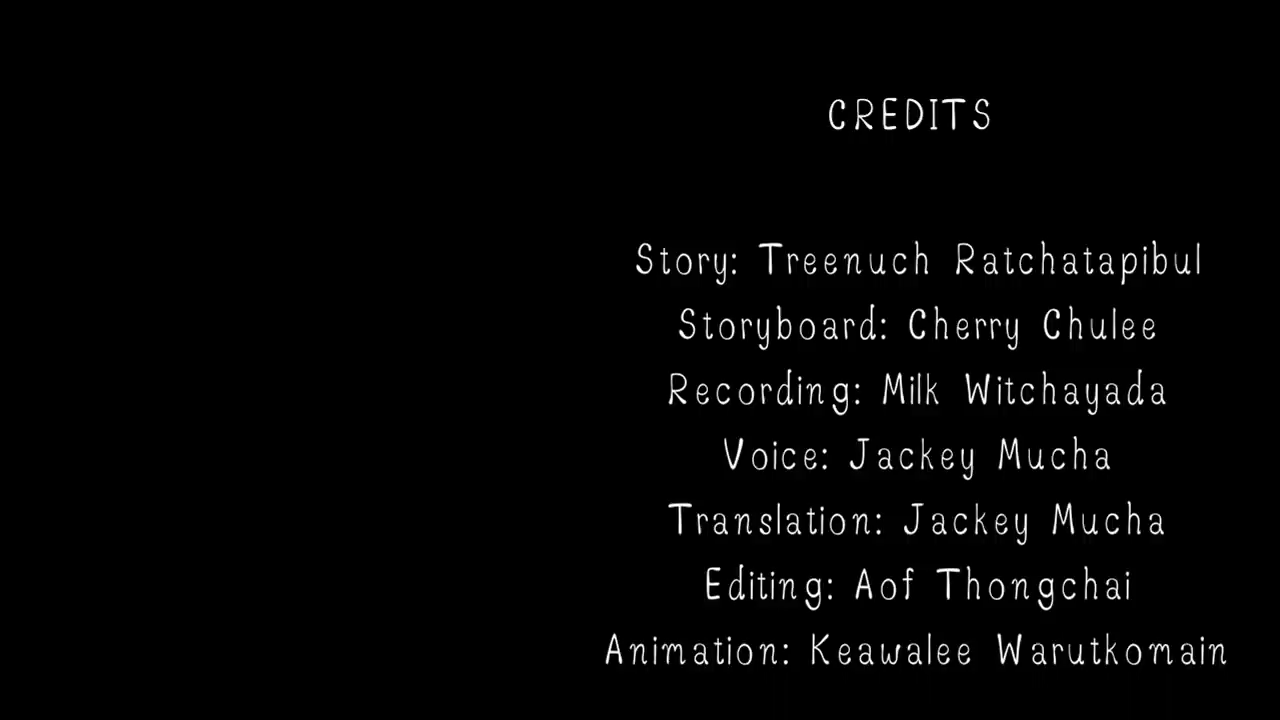 CREDITS
Story: Treenuch Ratchatapibul
Storyboard: Cherry Chulee
Recording: Milk Witchayada
Voice: Jackey Mucha
Translation: Jackey Mucha
Editing: Aof Thongchai
Animation: Keawalee Warutkomain